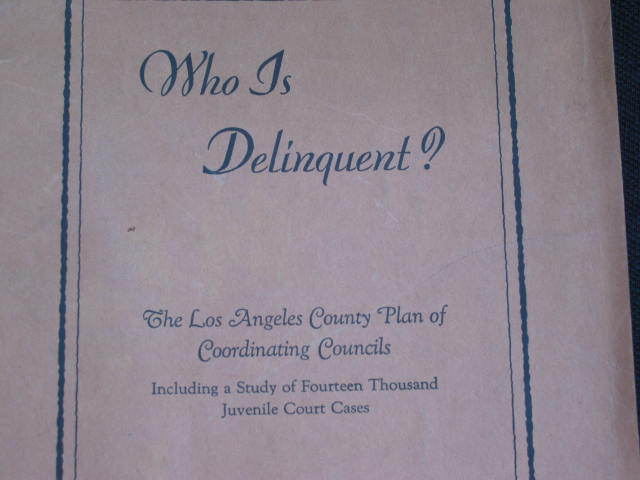 Who Is
Delinquent?
The Los Angeles County Plan of
Coordinating Councils
Including a Study of Fourteen Thousand
Juvenile Court Cases